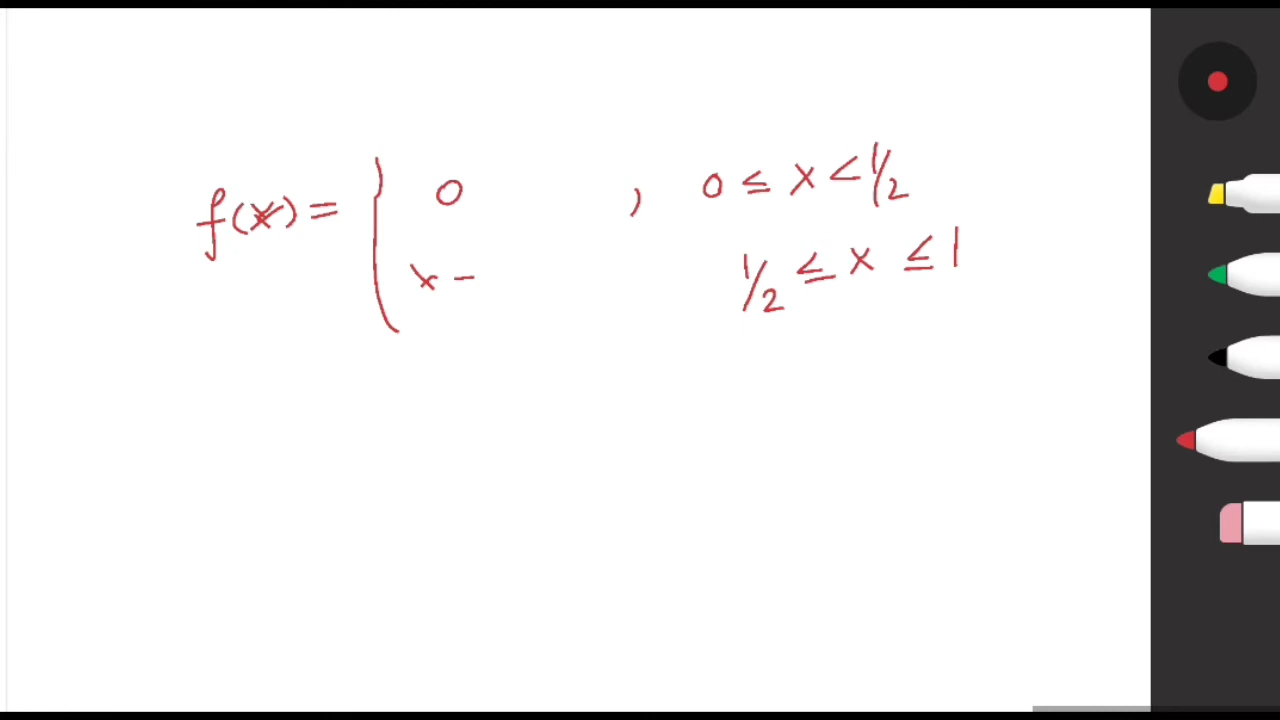 f(x) = { 0 , 0 ≤ x < 1/2
x - 1/2 ≤ x ≤ 1